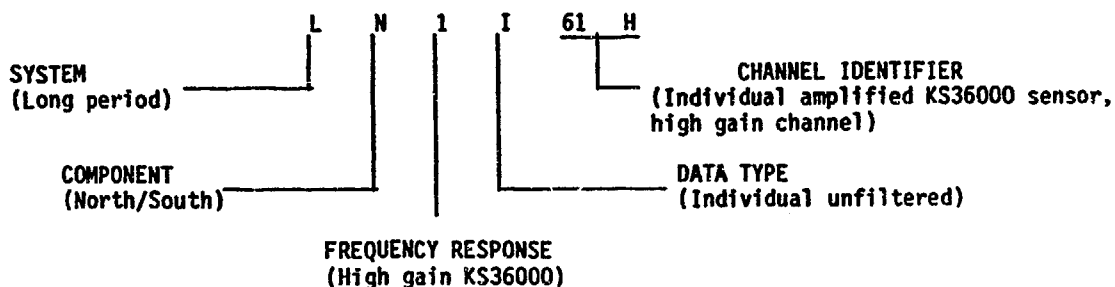 L N 1 I 61 H
SYSTEM
(Long period)
CHANNEL IDENTIFIER
(Individual amplified KS36000 sensor,
high gain channel)
COMPONENT
(North/South)
DATA TYPE
(Individual unfiltered)
FREQUENCY RESPONSE
(High gain KS36000)